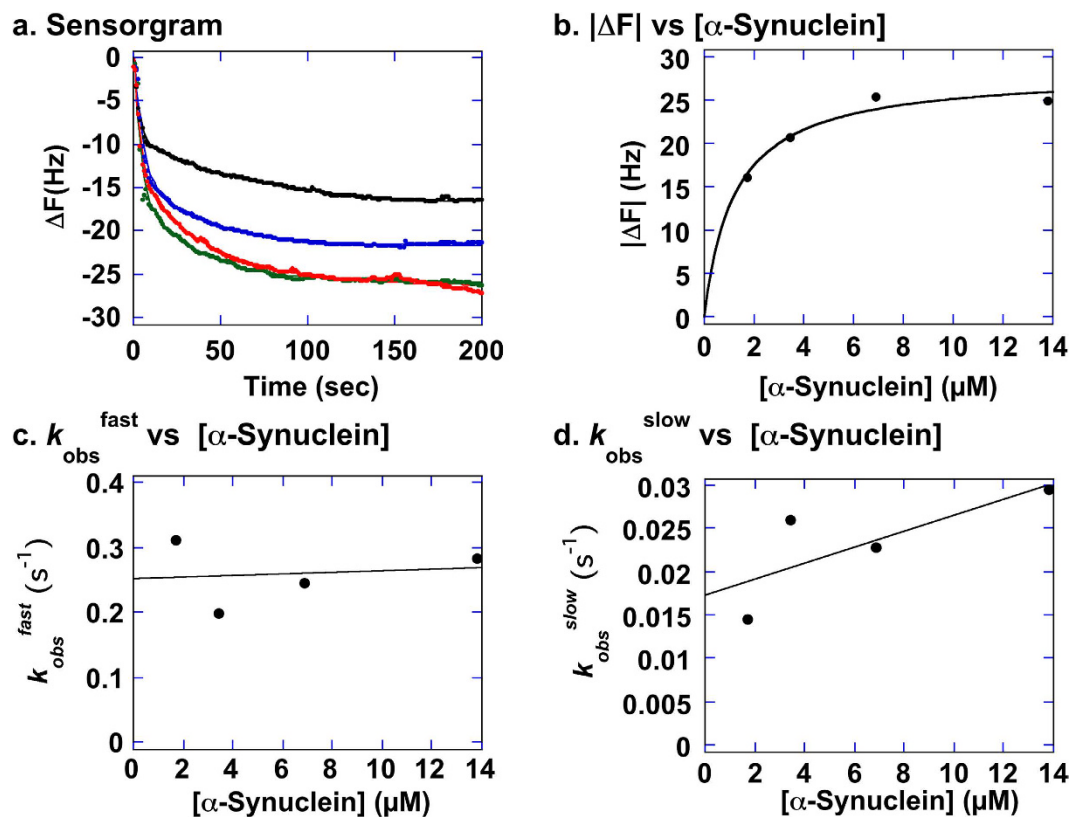 a. Sensorgram
0
-5
-10
-15
-20
-25
-30
ΔF(Hz)
0 50 100 150 200
Time (sec)
b. |ΔF| vs [α-Synuclein]
30
25
20
15
10
5
0
|ΔF| (Hz)
0 2 4 6 8 10 12 14
[α-Synuclein] (µM)
c. k obs fast vs [α-Synuclein]
0.4
0.3
0.2
0.1
0
k obs fast (s⁻¹)
0 2 4 6 8 10 12 14
[α-Synuclein] (µM)
d. k obs slow vs [α-Synuclein]
0.03
0.025
0.02
0.015
0.01
0.005
0
k obs slow (s⁻¹)
0 2 4 6 8 10 12 14
[α-Synuclein] (µM)